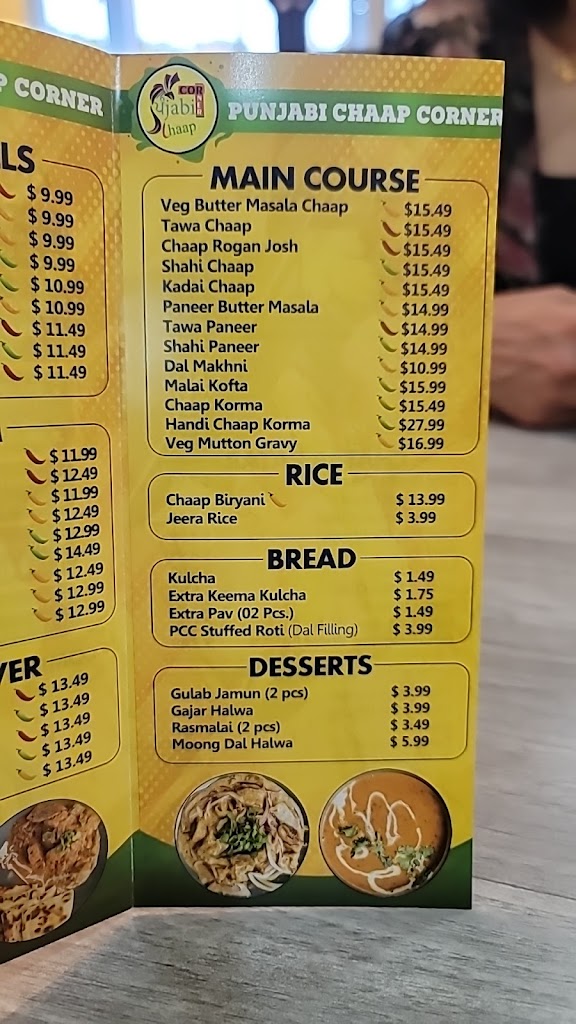 P CORNER
LS
$ 9.99
$ 9.99
$ 9.99
$ 9.99
$ 10.99
$ 10.99
$ 11.49
$ 11.49
$ 11.49
$ 11.99
$ 12.49
$ 11.99
$ 12.49
$ 12.99
$ 14.49
$ 12.49
$ 12.99
$ 12.99
VER
$ 13.49
$ 13.49
$ 13.49
$ 13.49
$ 13.49
COR
jabi
Chaap
PUNJABI CHAAP CORNER
MAIN COURSE
Veg Butter Masala Chaap $15.49
Tawa Chaap $15.49
Chaap Rogan Josh $15.49
Shahi Chaap $15.49
Kadai Chaap $15.49
Paneer Butter Masala $14.99
Tawa Paneer $14.99
Shahi Paneer $14.99
Dal Makhni $10.99
Malai Kofta $15.99
Chaap Korma $15.49
Handi Chaap Korma $27.99
Veg Mutton Gravy $16.99
RICE
Chaap Biryani $ 13.99
Jeera Rice $ 3.99
BREAD
Kulcha $ 1.49
Extra Keema Kulcha $ 1.75
Extra Pav (02 Pcs.) $ 1.49
PCC Stuffed Roti (Dal Filling) $ 3.99
DESSERTS
Gulab Jamun (2 pcs) $ 3.99
Gajar Halwa $ 3.99
Rasmalai (2 pcs) $ 3.49
Moong Dal Halwa $ 5.99